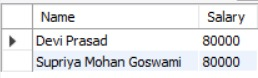 Name Salary
Devi Prasad 80000
Supriya Mohan Goswami 80000